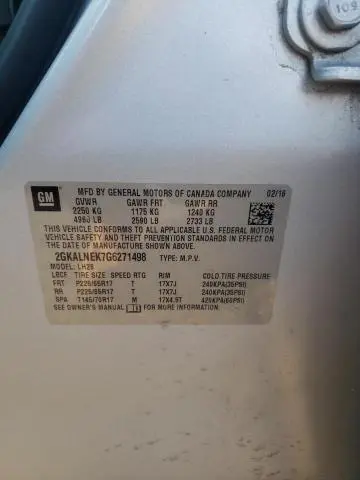 105
GM
MFD BY GENERAL MOTORS OF CANADA COMPANY 02/16
GVWR GAWR FRT GAWR RR
2250 KG 1175 KG 1240 KG
4960 LB 2590 LB 2733 LB
THIS VEHICLE CONFORMS TO ALL APPLICABLE U.S. FEDERAL MOTOR
VEHICLE SAFETY, BUMPER, AND THEFT PREVENTION STANDARDS IN
EFFECT ON THE DATE OF MANUFACTURE SHOWN ABOVE.
2GKALNEK7G6271498 TYPE: M.P.V.
MODEL: LH26
LBCE TIRE SIZE SPEED RTG RIM COLD TIRE PRESSURE
FRT P225/65R17 T 17X7J 240KPA(35PSI)
RR P225/65R17 T 17X7J 240KPA(35PSI)
SPA T145/70R17 M 17X4.5T 420KPA(60PSI)
SEE OWNER'S MANUAL FOR ADDITIONAL INFORMATION.